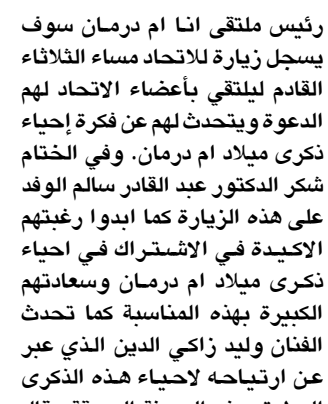 رئيس ملتقى انا ام درمان سوف
يسجل زيارة للاتحاد مساء الثلاثاء
القادم ليلتقي بأعضاء الاتحاد لهم
الدعوة ويتحدث لهم عن فكرة إحياء
ذكرى ميلاد ام درمان. وفي الختام
شكر الدكتور عبد القادر سالم الوفد
على هذه الزيارة كما ابدوا رغبتهم
الاكيدة في الاشتراك في احياء
ذكرى ميلاد ام درمان وسعادتهم
الكبيرة بهذه المناسبة كما تحدث
الفنان وليد زاكي الدين الذي عبر
عن ارتياحه لاحياء هذه الذكرى